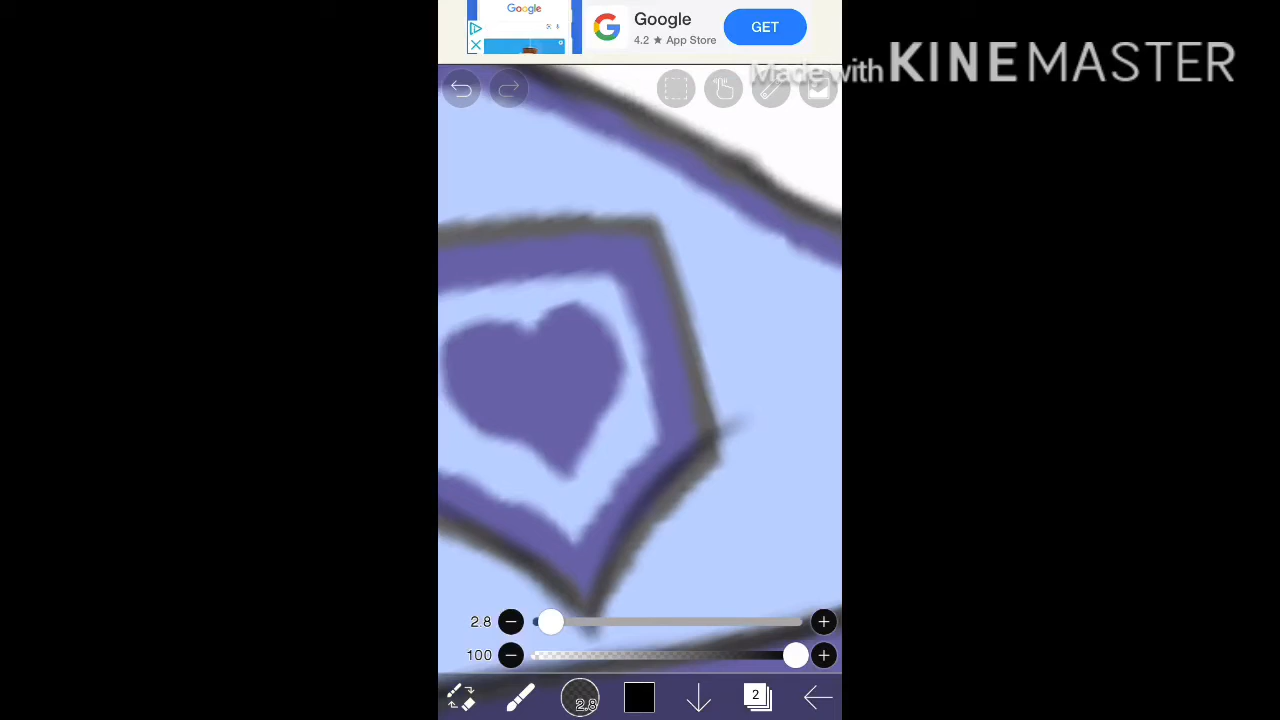 Google
Google
4.2 ★ App Store
GET
Made with KINEMASTER
2.8
100
2.8
2